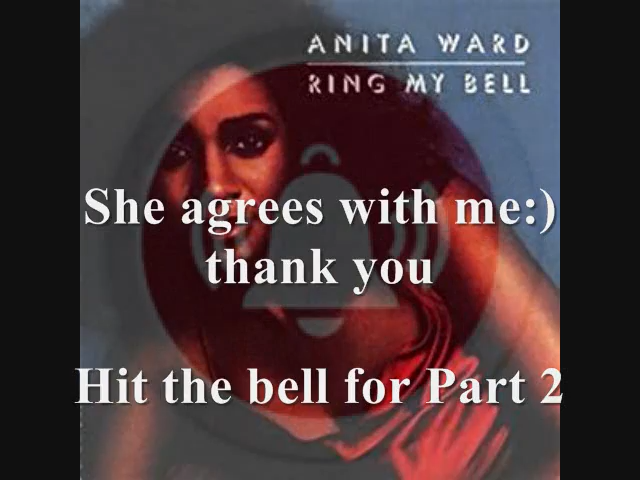 ANITA WARD
RING MY BELL
She agrees with me:)
thank you
Hit the bell for Part 2